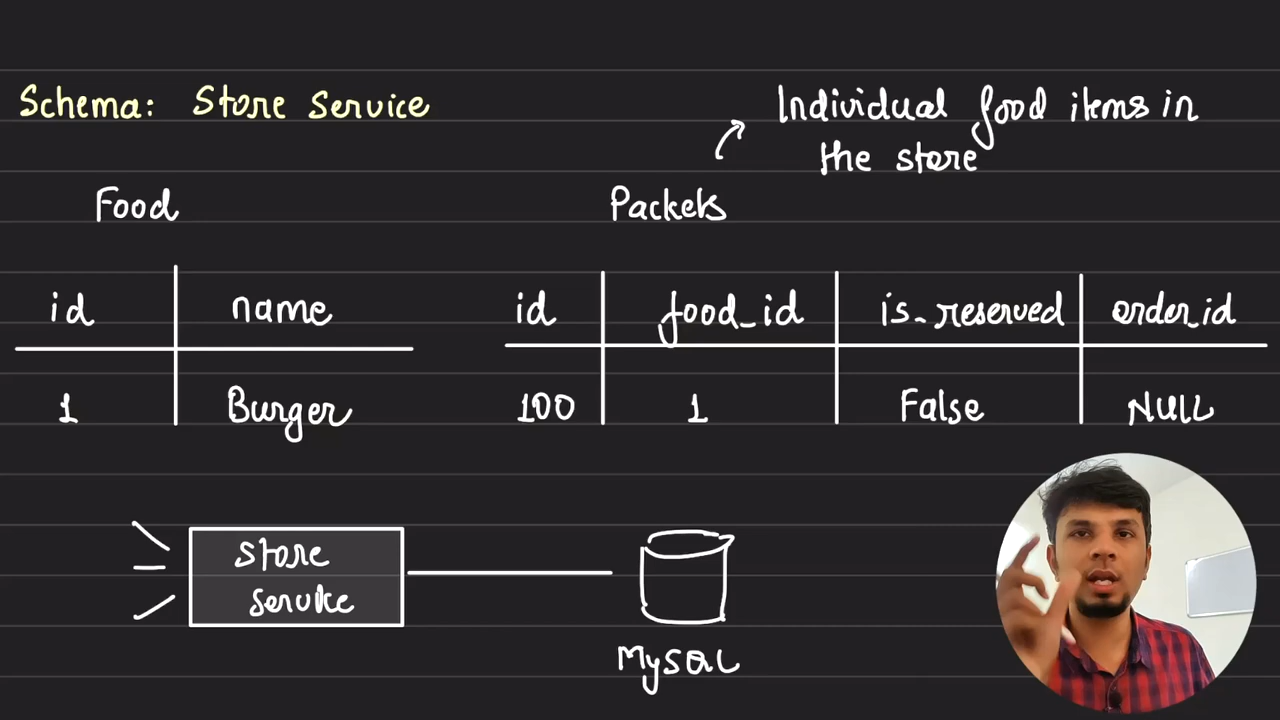 Schema: Store Service
Individual food items in
the store
Food
Packets
id name
id food_id is_reserved order_id
1 Burger
100 1 False NULL
store
service
MySQL